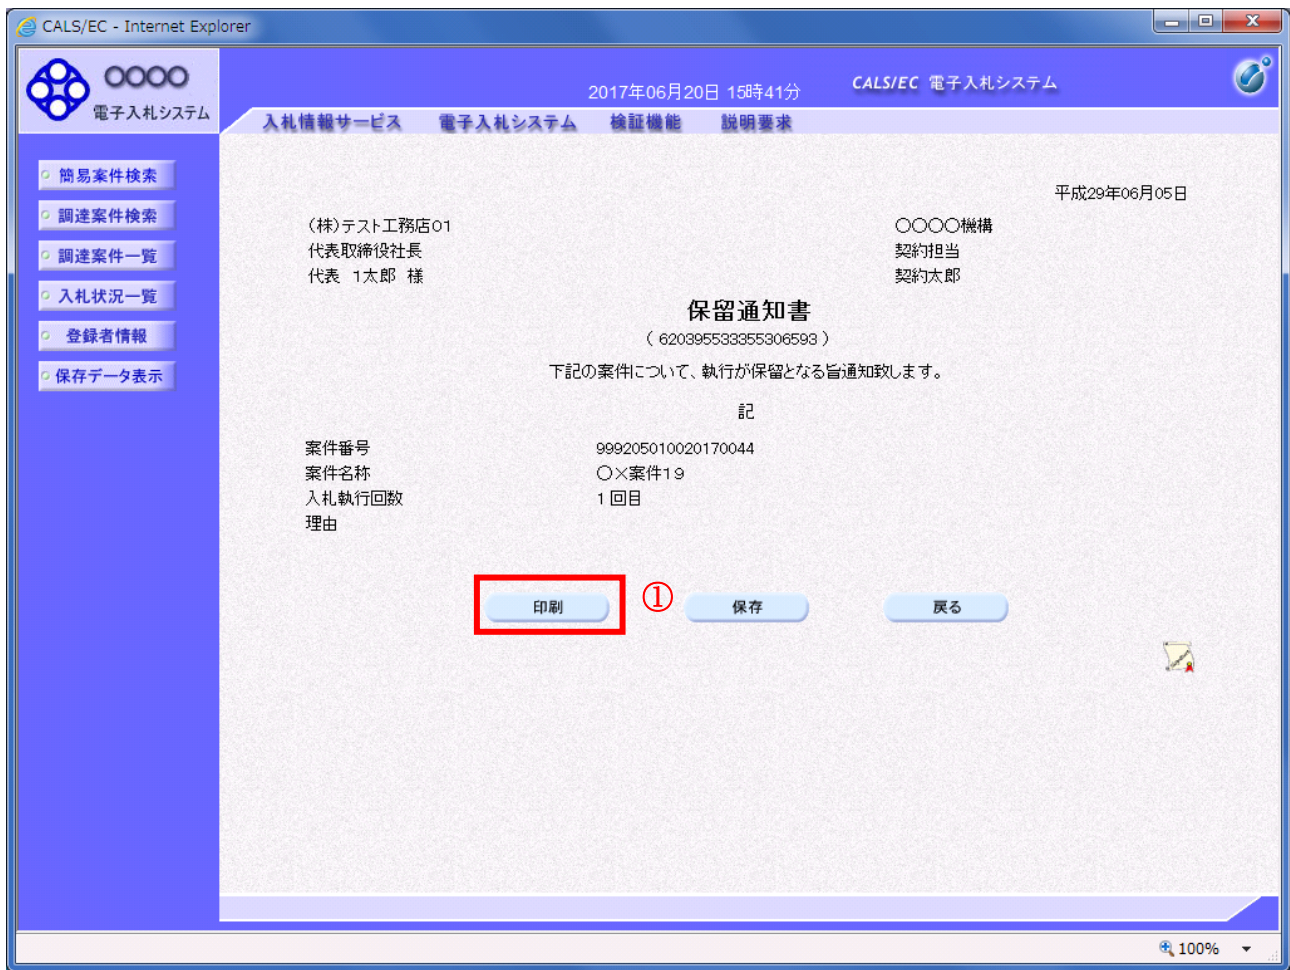 CALS/EC - Internet Explorer
○○○○
電子入札システム
2017年06月20日 15時41分
CALS/EC 電子入札システム
入札情報サービス 電子入札システム 検証機能 説明要求
簡易案件検索
調達案件検索
調達案件一覧
入札状況一覧
登録者情報
保存データ表示
平成29年06月05日
(株)テスト工務店01
代表取締役社長
代表 1太郎 様
○○○○機構
契約担当
契約太郎
保留通知書
( 620395533355306593 )
下記の案件について、執行が保留となる旨通知致します。
記
案件番号 999205010020170044
案件名称 ○×案件19
入札執行回数 1回目
理由
印刷 ① 保存 戻る
100%